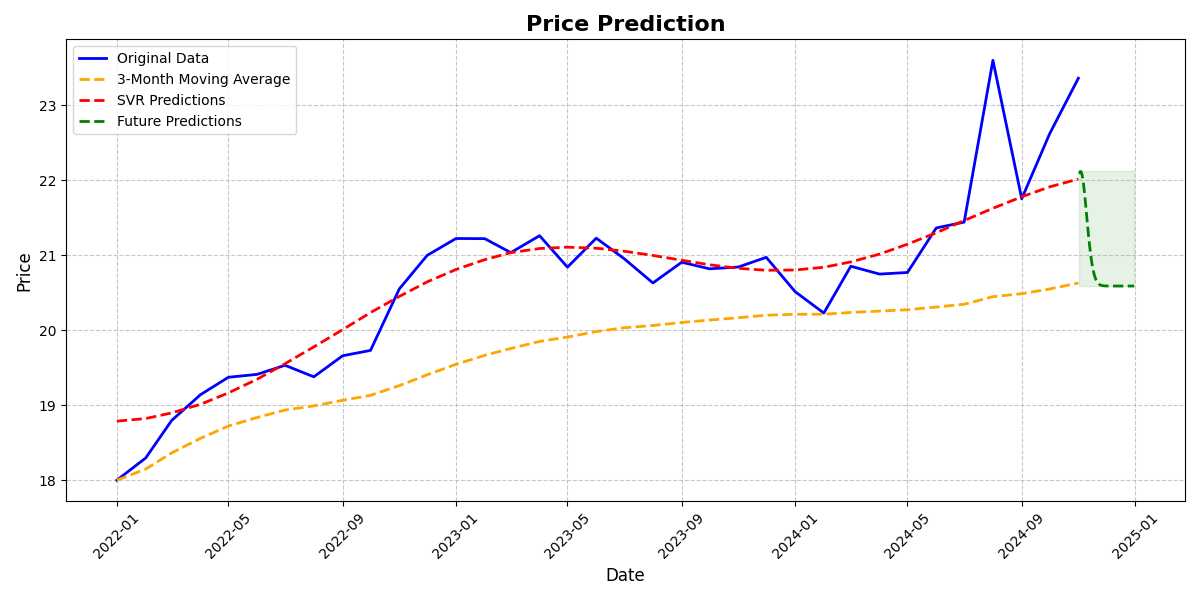 Price Prediction
Original Data
3-Month Moving Average
SVR Predictions
Future Predictions
Price
23
22
21
20
19
18
2022-01
2022-05
2022-09
2023-01
2023-05
2023-09
2024-01
2024-05
2024-09
2025-01
Date